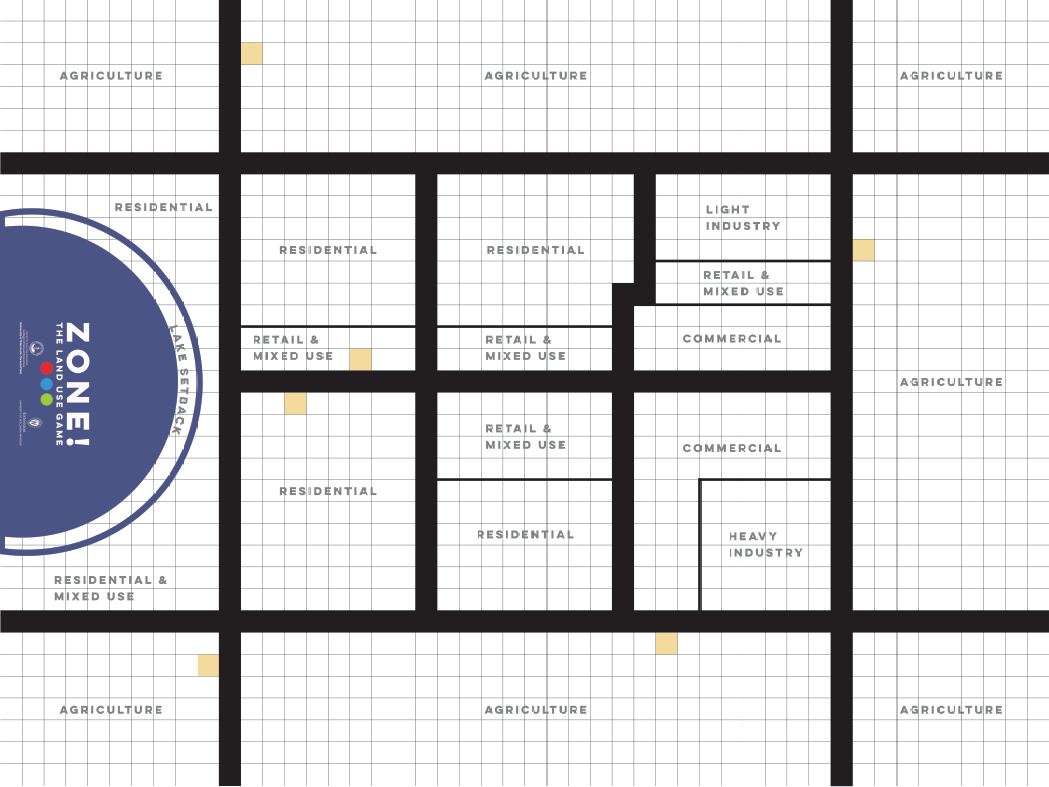 AGRICULTURE
AGRICULTURE
AGRICULTURE
RESIDENTIAL
LIGHT
INDUSTRY
RESIDENTIAL
RESIDENTIAL
RETAIL &
MIXED USE
RETAIL &
MIXED USE
RETAIL &
MIXED USE
COMMERCIAL
LAKE SETBACK
ZONE!
THE LAND USE GAME
AGRICULTURE
RETAIL &
MIXED USE
COMMERCIAL
RESIDENTIAL
RESIDENTIAL
HEAVY
INDUSTRY
RESIDENTIAL &
MIXED USE
AGRICULTURE
AGRICULTURE
AGRICULTURE